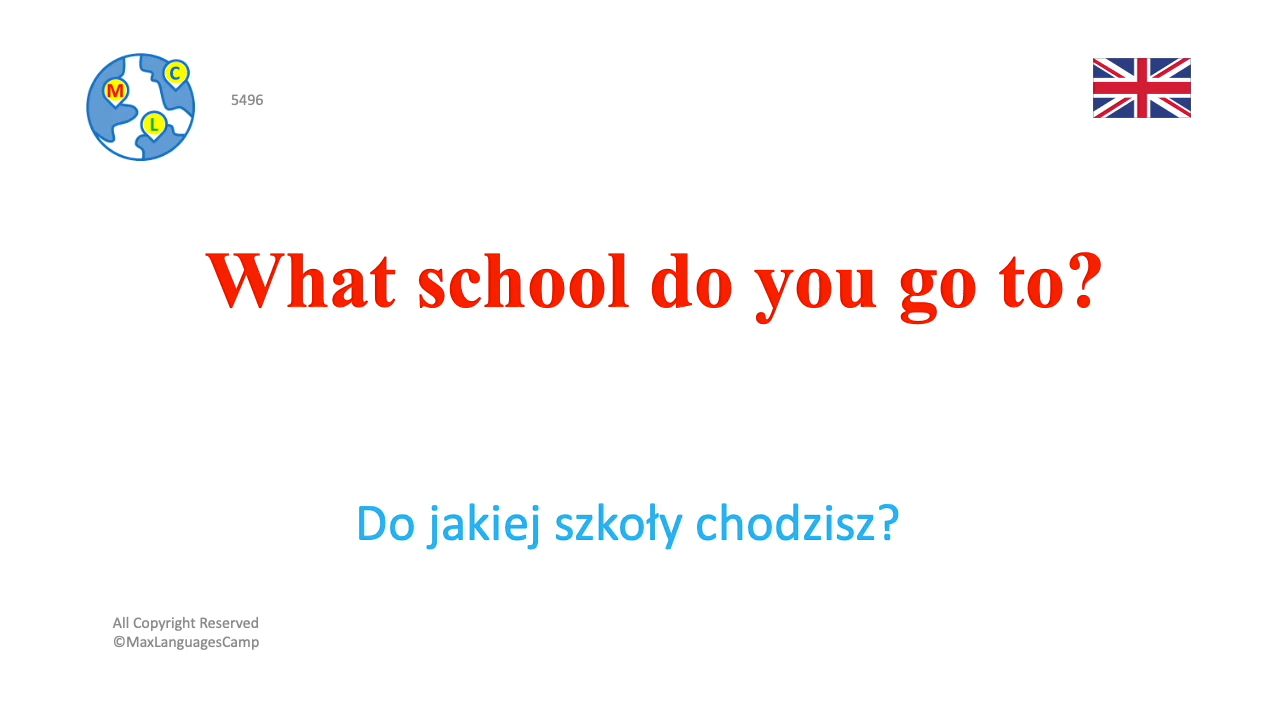 M
C
L
5496
What school do you go to?
Do jakiej szkoły chodzisz?
All Copyright Reserved
©MaxLanguagesCamp